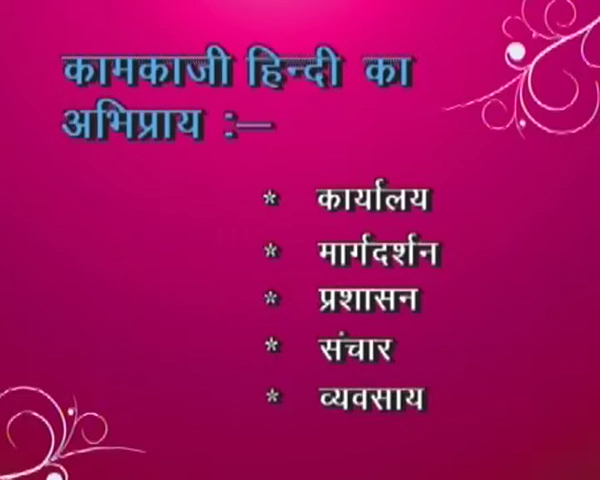 कामकाजी हिन्दी का
अभिप्राय :—
* कार्यालय
* मार्गदर्शन
* प्रशासन
* संचार
* व्यवसाय